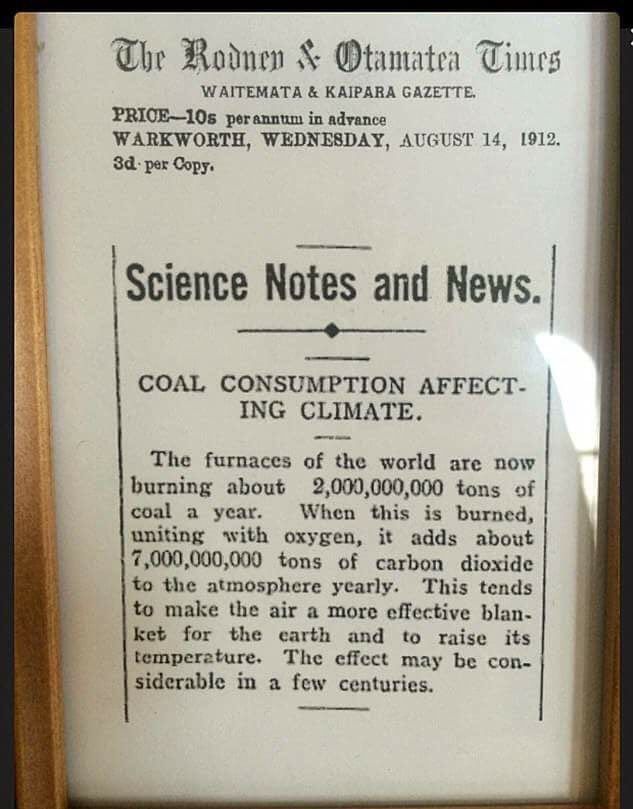 The Rodney & Otamatea Times
WAITEMATA & KAIPARA GAZETTE.
PRICE—10s per annum in advance
WARKWORTH, WEDNESDAY, AUGUST 14, 1912.
3d. per Copy.
Science Notes and News.
COAL CONSUMPTION AFFECT-
ING CLIMATE.
The furnaces of the world are now
burning about 2,000,000,000 tons of
coal a year. When this is burned,
uniting with oxygen, it adds about
7,000,000,000 tons of carbon dioxide
to the atmosphere yearly. This tends
to make the air a more effective blan-
ket for the earth and to raise its
temperature. The effect may be con-
siderable in a few centuries.